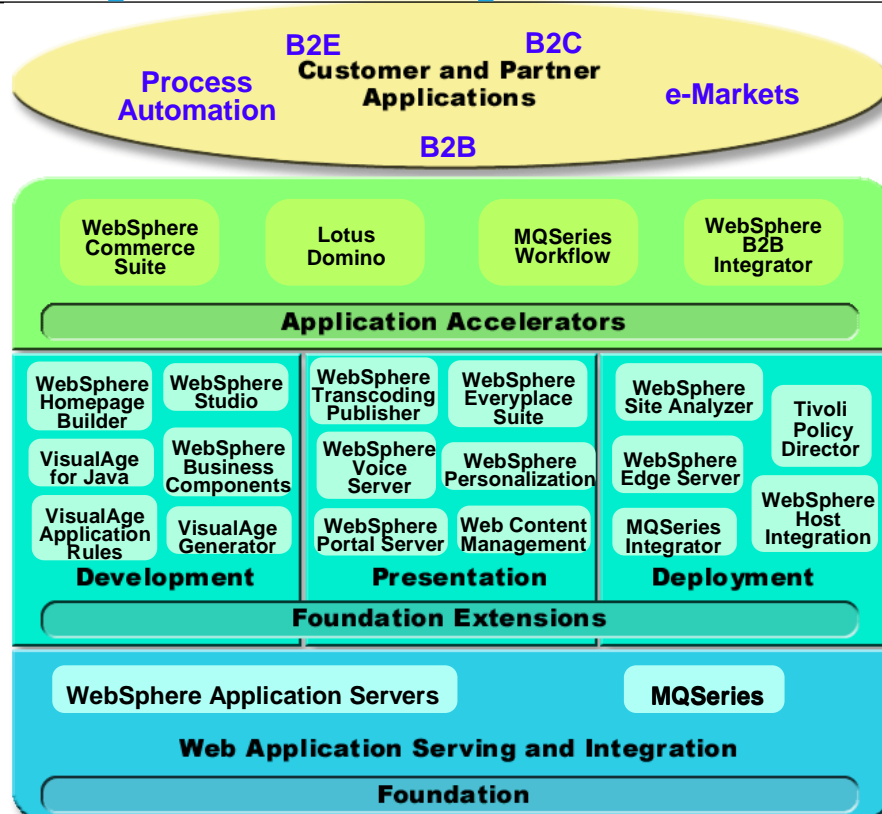 B2E
B2C
Customer and Partner
Applications
Process
Automation
e-Markets
B2B
WebSphere
Commerce
Suite
Lotus
Domino
MQSeries
Workflow
WebSphere
B2B
Integrator
Application Accelerators
WebSphere
Homepage
Builder
WebSphere
Studio
VisualAge
for Java
WebSphere
Business
Components
VisualAge
Application
Rules
VisualAge
Generator
Development
WebSphere
Transcoding
Publisher
WebSphere
Everyplace
Suite
WebSphere
Voice
Server
WebSphere
Personalization
WebSphere
Portal Server
Web Content
Management
Presentation
WebSphere
Site Analyzer
Tivoli
Policy
Director
WebSphere
Edge Server
WebSphere
Host
Integration
MQSeries
Integrator
Deployment
Foundation Extensions
WebSphere Application Servers
MQSeries
Web Application Serving and Integration
Foundation